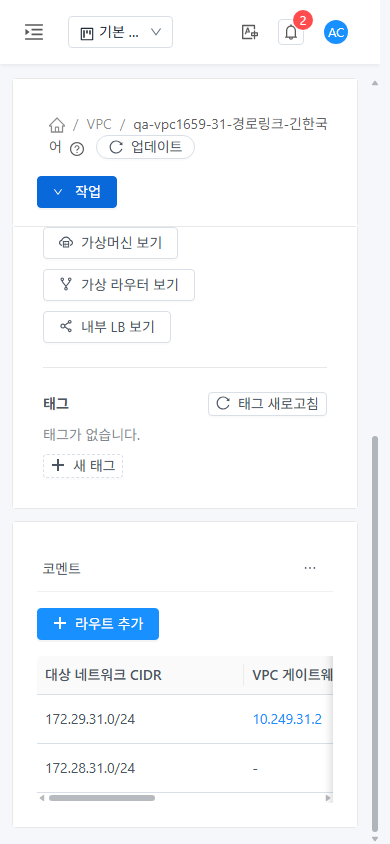 기본 ...
2
AC
/ VPC / qa-vpc1659-31-경로링크-긴한국
어 업데이트
작업
가상머신 보기
가상 라우터 보기
내부 LB 보기
태그 태그 새로고침
태그가 없습니다.
새 태그
코멘트 ...
라우트 추가
대상 네트워크 CIDR VPC 게이트웨
172.29.31.0/24 10.249.31.2
172.28.31.0/24 -